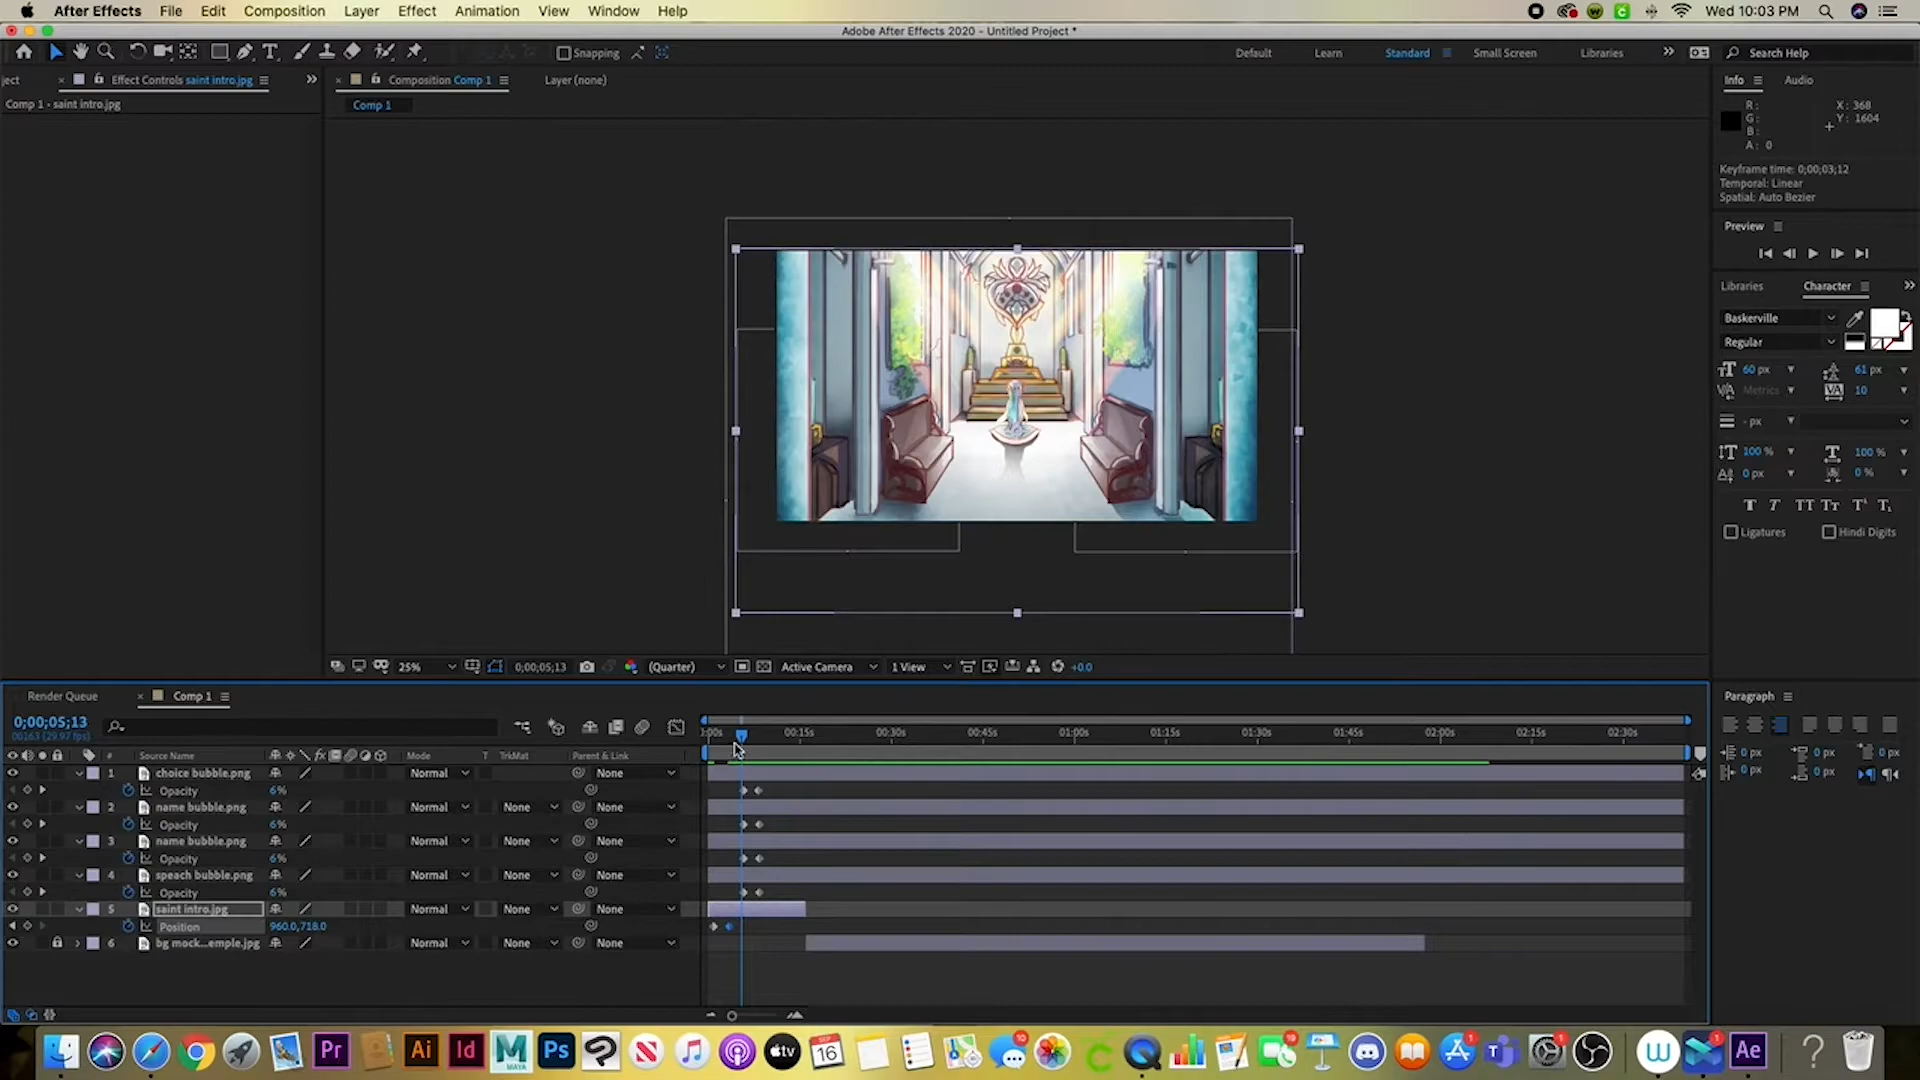 After Effects File Edit Composition Layer Effect Animation View Window Help Wed 10:03 PM
Adobe After Effects 2020 - Untitled Project *
Snapping Default Learn Standard Small Screen Libraries Search Help
ject Effect Controls saint intro.jpg Composition Comp 1 Layer (none) Info Audio
Comp 1 - saint intro.jpg Comp 1
R: X: 368
G: Y: 1604
B:
A: 0
Keyframe time: 0;00;03;12
Temporal: Linear
Spatial: Auto Bezier
Preview
Libraries Character
Baskerville
Regular
60 px 61 px
Metrics 10
- px
100 % 100 %
0 px 0 %
Ligatures Hindi Digits
25% 0;00;05;13 (Quarter) Active Camera 1 View +0.0
Render Queue Comp 1 Paragraph
0;00;05;13
00163 (29.97 fps)
):00s 00:15s 00:30s 00:45s 01:00s 01:15s 01:30s 01:45s 02:00s 02:15s 02:30s
# Source Name Mode T TrkMat Parent & Link
0 px 0 px 0 px
0 px 0 px
1 choice bubble.png Normal None
Opacity 6%
2 name bubble.png Normal None None
Opacity 6%
3 name bubble.png Normal None None
Opacity 6%
4 speach bubble.png Normal None None
Opacity 6%
5 saint intro.jpg Normal None None
Position 960.0,718.0
6 bg mock...emple.jpg Normal None None
Pr Ai Id M MAYA Ps tv SEP 16 10 19 1 W 1 Ae ?